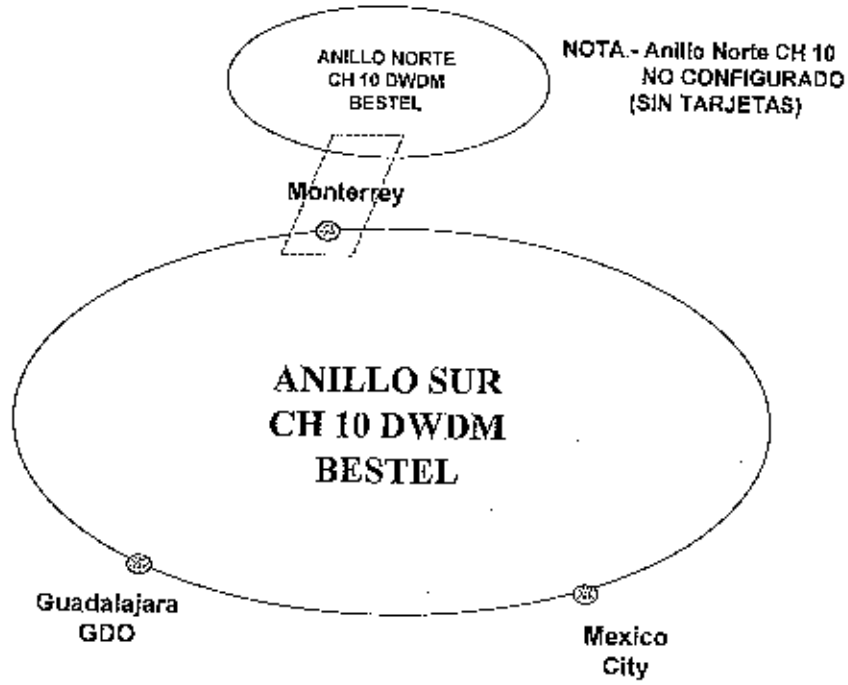 ANILLO NORTE
CH 10 DWDM
BESTEL
NOTA.- Anillo Norte CH 10
NO CONFIGURADO
(SIN TARJETAS)
Monterrey
ANILLO SUR
CH 10 DWDM
BESTEL
Guadalajara
GDO
Mexico
City